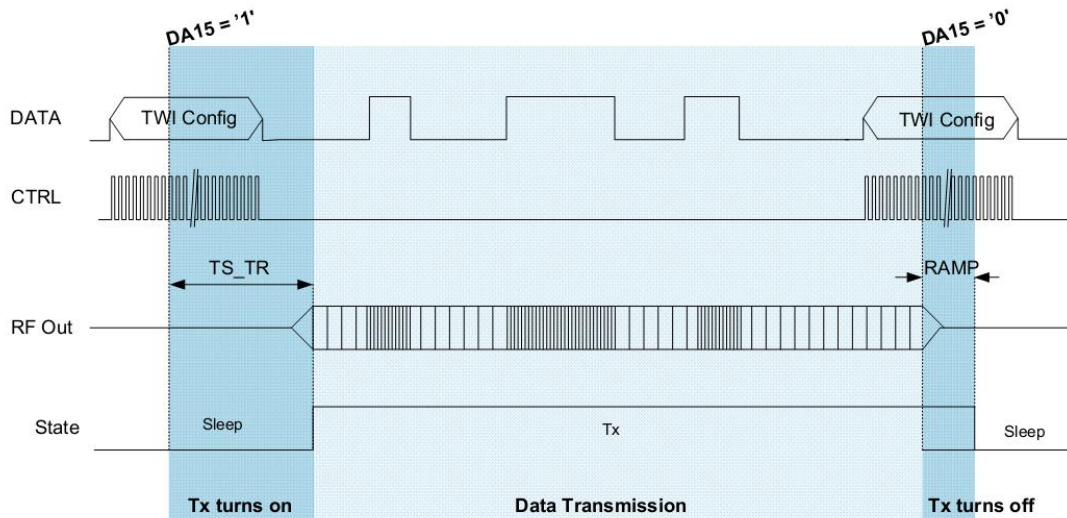 DA15 = '1'
DA15 = '0'
DATA
TWI Config
TWI Config
CTRL
TS_TR
RAMP
RF Out
State
Sleep
Tx
Sleep
Tx turns on
Data Transmission
Tx turns off